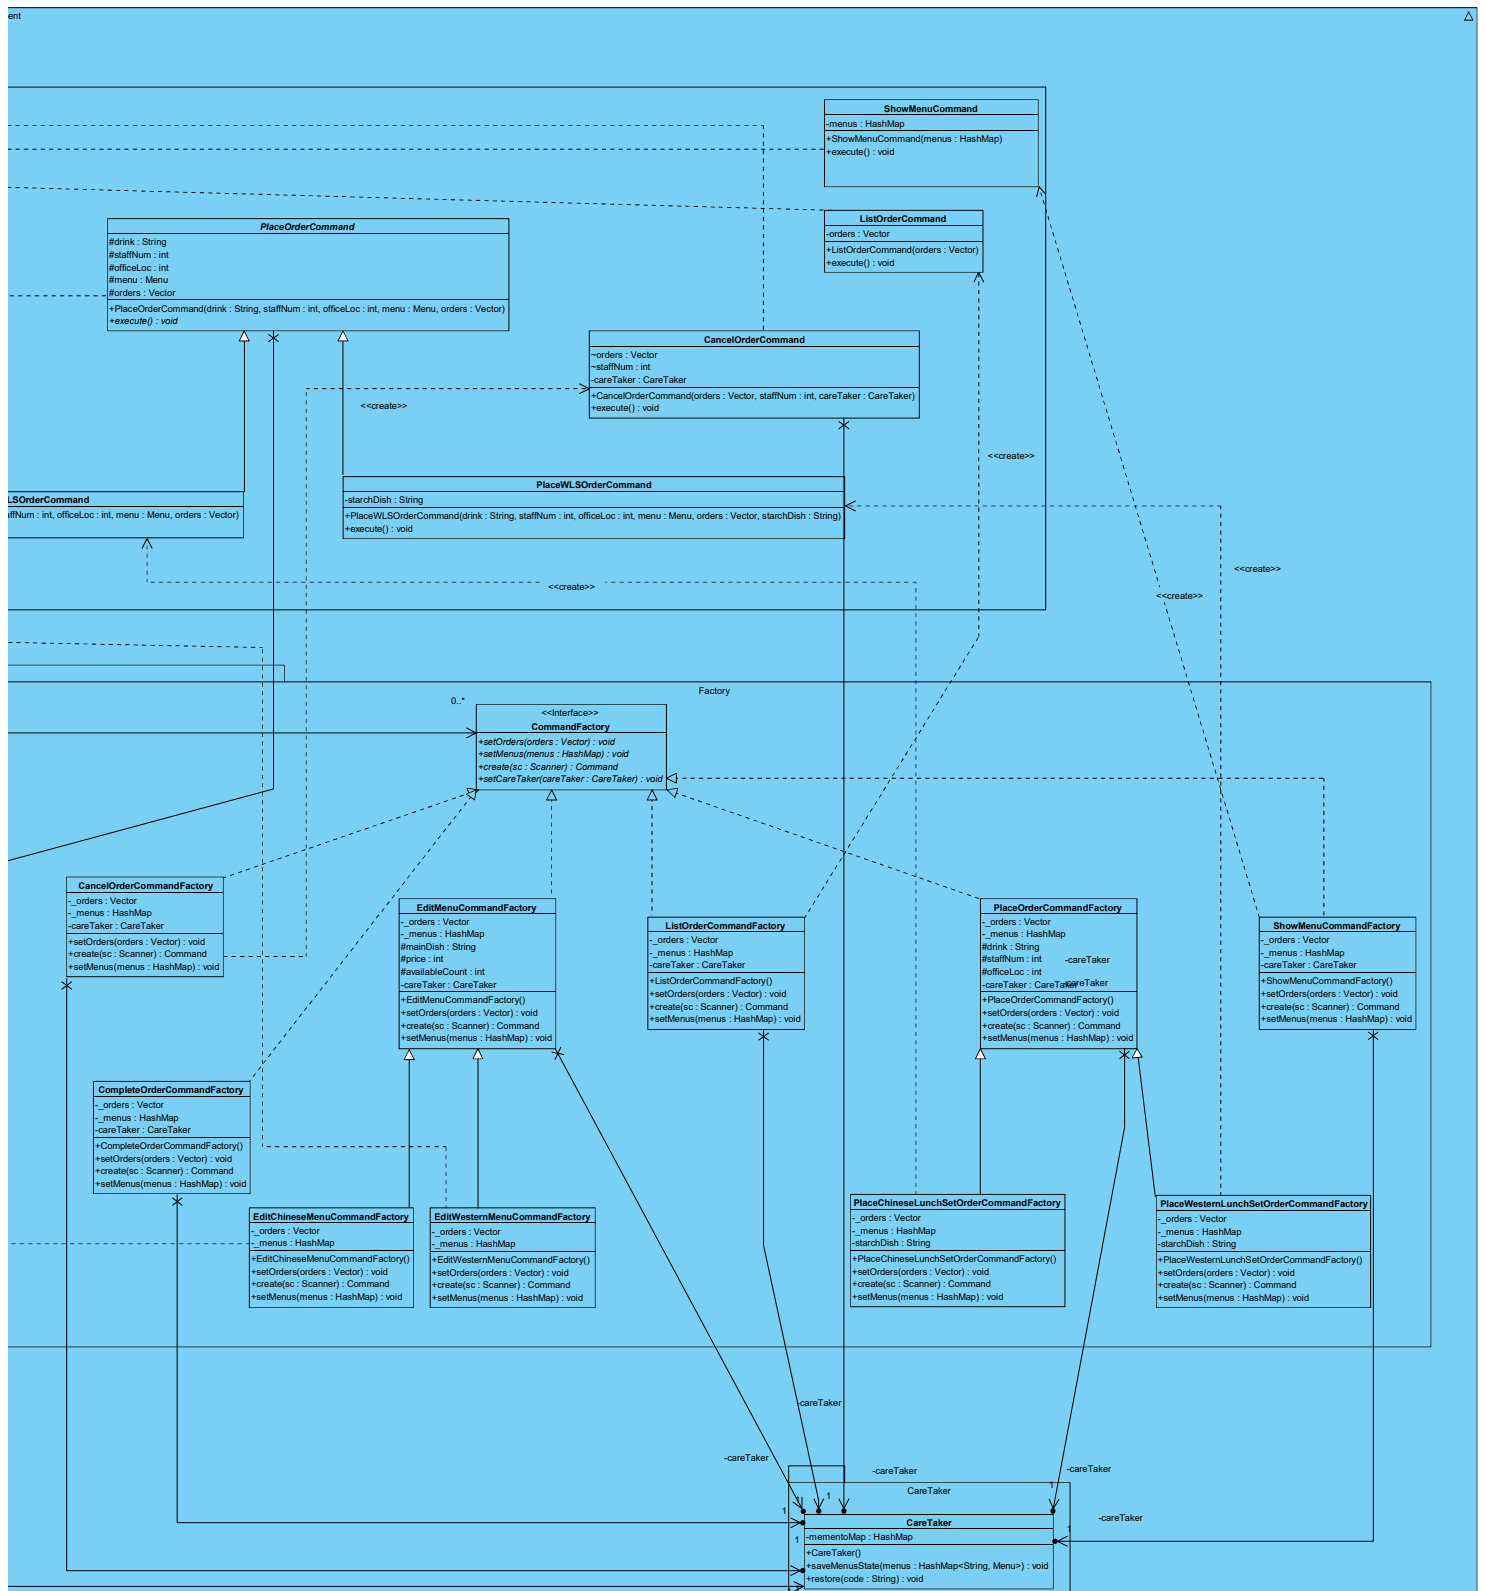 ent
ShowMenuCommand
-menus : HashMap
+ShowMenuCommand(menus : HashMap)
+execute() : void
ListOrderCommand
-orders : Vector
+ListOrderCommand(orders : Vector)
+execute() : void
PlaceOrderCommand
#drink : String
#staffNum : int
#officeLoc : int
#menu : Menu
#orders : Vector
+PlaceOrderCommand(drink : String, staffNum : int, officeLoc : int, menu : Menu, orders : Vector)
+execute() : void
CancelOrderCommand
~orders : Vector
~staffNum : int
-careTaker : CareTaker
+CancelOrderCommand(orders : Vector, staffNum : int, careTaker : CareTaker)
+execute() : void
<<create>>
<<create>>
LSOrderCommand
affNum : int, officeLoc : int, menu : Menu, orders : Vector)
PlaceWLSOrderCommand
-starchDish : String
+PlaceWLSOrderCommand(drink : String, staffNum : int, officeLoc : int, menu : Menu, orders : Vector, starchDish : String)
+execute() : void
<<create>>
<<create>>
<<create>>
Factory
0..*
<<Interface>>
CommandFactory
+setOrders(orders : Vector) : void
+setMenus(menus : HashMap) : void
+create(sc : Scanner) : Command
+setCareTaker(careTaker : CareTaker) : void
CancelOrderCommandFactory
-_orders : Vector
-_menus : HashMap
-careTaker : CareTaker
+setOrders(orders : Vector) : void
+create(sc : Scanner) : Command
+setMenus(menus : HashMap) : void
EditMenuCommandFactory
-_orders : Vector
-_menus : HashMap
#mainDish : String
#price : int
#availableCount : int
-careTaker : CareTaker
+EditMenuCommandFactory()
+setOrders(orders : Vector) : void
+create(sc : Scanner) : Command
+setMenus(menus : HashMap) : void
ListOrderCommandFactory
-_orders : Vector
-_menus : HashMap
-careTaker : CareTaker
+ListOrderCommandFactory()
+setOrders(orders : Vector) : void
+create(sc : Scanner) : Command
+setMenus(menus : HashMap) : void
PlaceOrderCommandFactory
-_orders : Vector
-_menus : HashMap
#drink : String
#staffNum : int
#officeLoc : int
-careTaker : CareTaker
+PlaceOrderCommandFactory()
+setOrders(orders : Vector) : void
+create(sc : Scanner) : Command
+setMenus(menus : HashMap) : void
-careTaker
-careTaker
ShowMenuCommandFactory
-_orders : Vector
-_menus : HashMap
-careTaker : CareTaker
+ShowMenuCommandFactory()
+setOrders(orders : Vector) : void
+create(sc : Scanner) : Command
+setMenus(menus : HashMap) : void
CompleteOrderCommandFactory
-_orders : Vector
-_menus : HashMap
-careTaker : CareTaker
+CompleteOrderCommandFactory()
+setOrders(orders : Vector) : void
+create(sc : Scanner) : Command
+setMenus(menus : HashMap) : void
EditChineseMenuCommandFactory
-_orders : Vector
-_menus : HashMap
+EditChineseMenuCommandFactory()
+setOrders(orders : Vector) : void
+create(sc : Scanner) : Command
+setMenus(menus : HashMap) : void
EditWesternMenuCommandFactory
-_orders : Vector
-_menus : HashMap
+EditWesternMenuCommandFactory()
+setOrders(orders : Vector) : void
+create(sc : Scanner) : Command
+setMenus(menus : HashMap) : void
PlaceChineseLunchSetOrderCommandFactory
-_orders : Vector
-_menus : HashMap
-starchDish : String
+PlaceChineseLunchSetOrderCommandFactory()
+setOrders(orders : Vector) : void
+create(sc : Scanner) : Command
+setMenus(menus : HashMap) : void
PlaceWesternLunchSetOrderCommandFactory
-_orders : Vector
-_menus : HashMap
-starchDish : String
+PlaceWesternLunchSetOrderCommandFactory()
+setOrders(orders : Vector) : void
+create(sc : Scanner) : Command
+setMenus(menus : HashMap) : void
-careTaker
-careTaker
-careTaker
-careTaker
-careTaker
CareTaker
1
1
1
1
1
1
CareTaker
-mementoMap : HashMap
+CareTaker()
+saveMenusState(menus : HashMap<String, Menu>) : void
+restore(code : String) : void